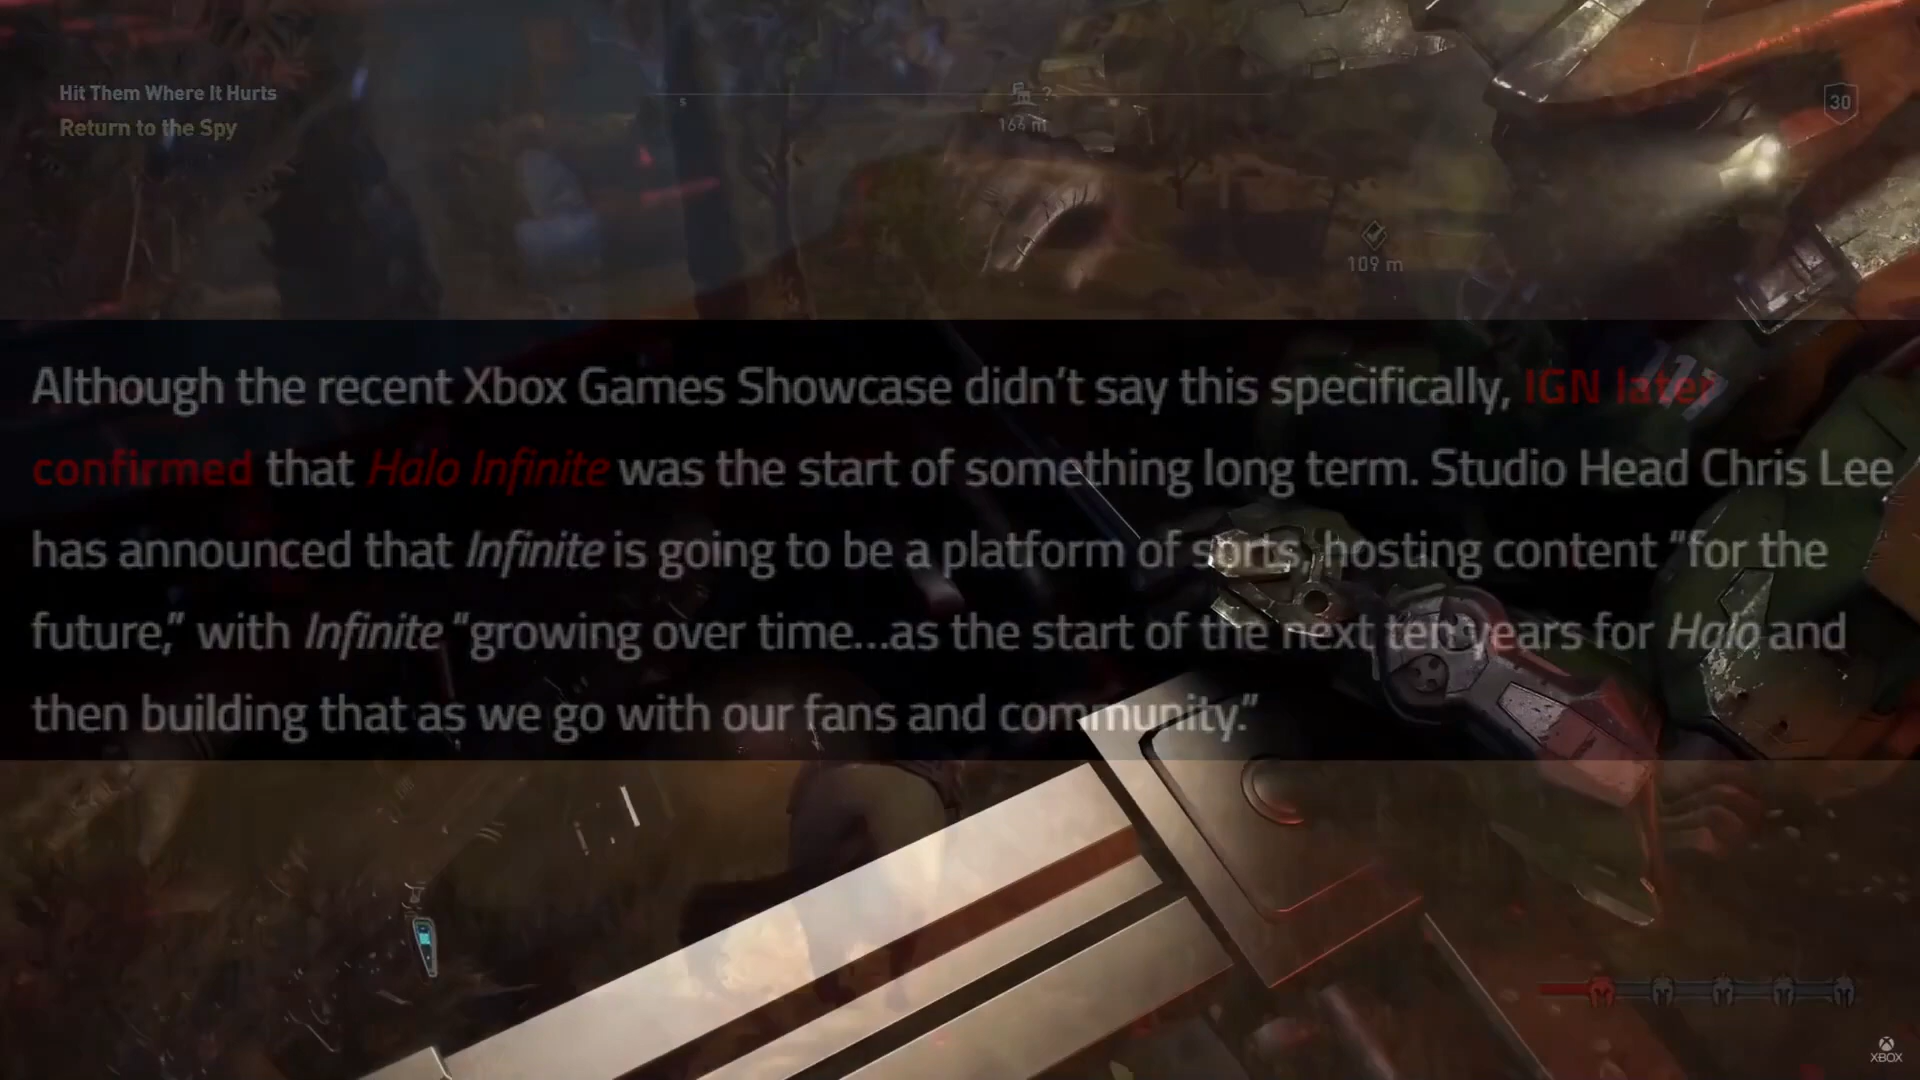 Hit Them Where It Hurts
Return to the Spy
S
?
164 m
30
109 m
117
Although the recent Xbox Games Showcase didn't say this specifically, IGN later
confirmed that Halo Infinite was the start of something long term. Studio Head Chris Lee
has announced that Infinite is going to be a platform of sorts, hosting content “for the
future,” with Infinite “growing over time...as the start of the next ten years for Halo and
then building that as we go with our fans and community.”
XBOX